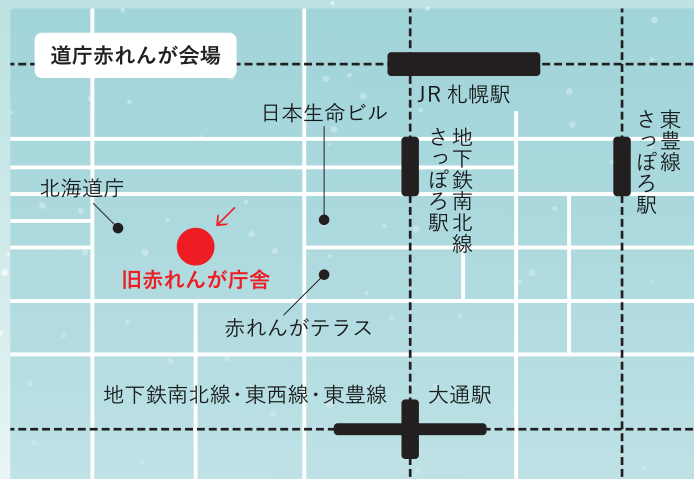 道庁赤れんが会場
JR 札幌駅
日本生命ビル
地下鉄南北線
さっぽろ駅
東豊線
さっぽろ駅
北海道庁
旧赤れんが庁舎
赤れんがテラス
地下鉄南北線・東西線・東豊線
大通駅